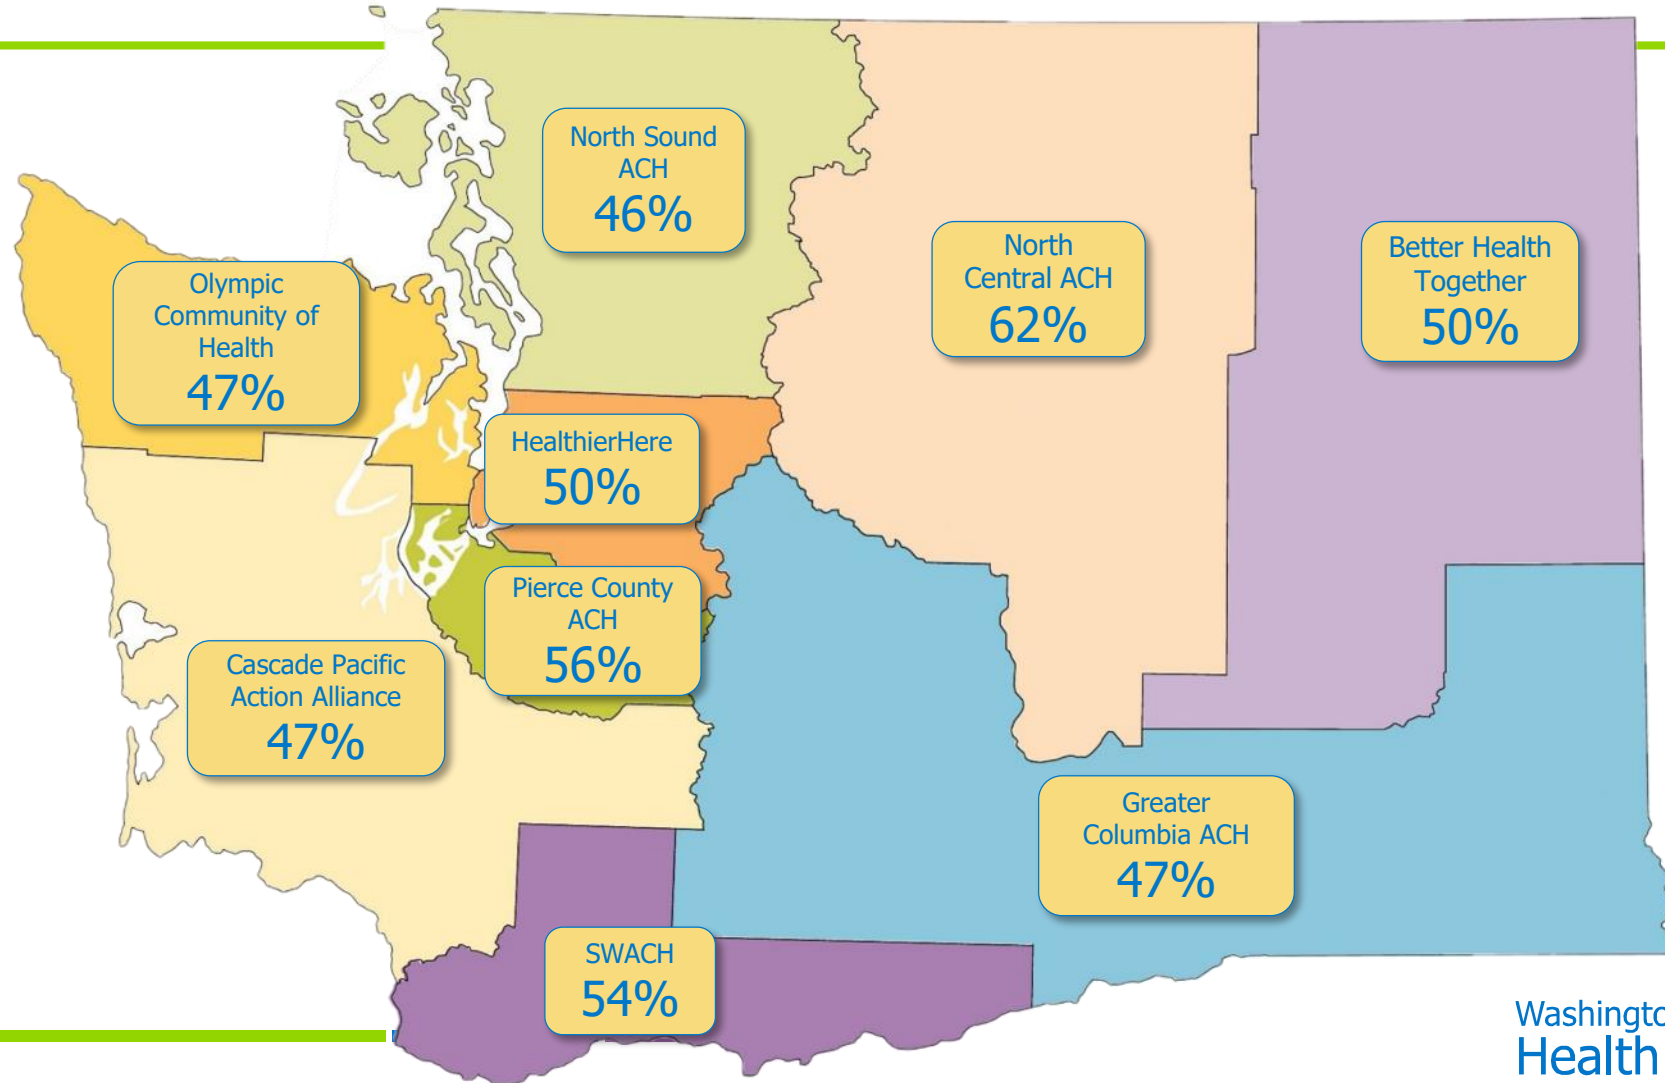 North Sound
ACH
46%
North
Central ACH
62%
Better Health
Together
50%
Olympic
Community of
Health
47%
HealthierHere
50%
Pierce County
ACH
56%
Cascade Pacific
Action Alliance
47%
Greater
Columbia ACH
47%
SWACH
54%
Washingto
Health